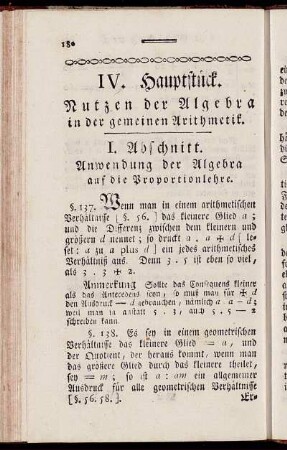 180
IV. Hauptstück.
Nutzen der Algebra
in der gemeinen Arithmetik.
I. Abschnitt.
Anwendung der Algebra
auf die Proportionlehre.
§. 137. Wenn man in einem arithmetischen
Verhältnisse [§. 56.] das kleinere Glied a;
und die Differenz zwischen dem kleinern und
größern d nennet; so drückt a . a ✠ d [le-
set: a zu a plus d] ein jedes arithmetisches
Verhältniß aus. Denn 3 . 5 ist eben so viel,
als 3 . 3 ✠ 2.
Anmerkung Sollte das Consequens kleiner
als das Antecedens seyn, so muß man für ✠ d
den Ausdruck — d gebrauchen, nämlich a . a — d;
weil man ja anstatt 5 . 3, auch 5 . 5 — 2
schreiben kann.
§. 138. Es sey in einem geometrischen
Verhältnisse das kleinere Glied = a, und
der Quotient, der heraus kommt, wenn man
das größere Glied durch das kleinere theilet,
sey = m; so ist a : am ein allgemeiner
Ausdruck für alle geometrischen Verhältnisse
[§. 56. 58.].
Er-